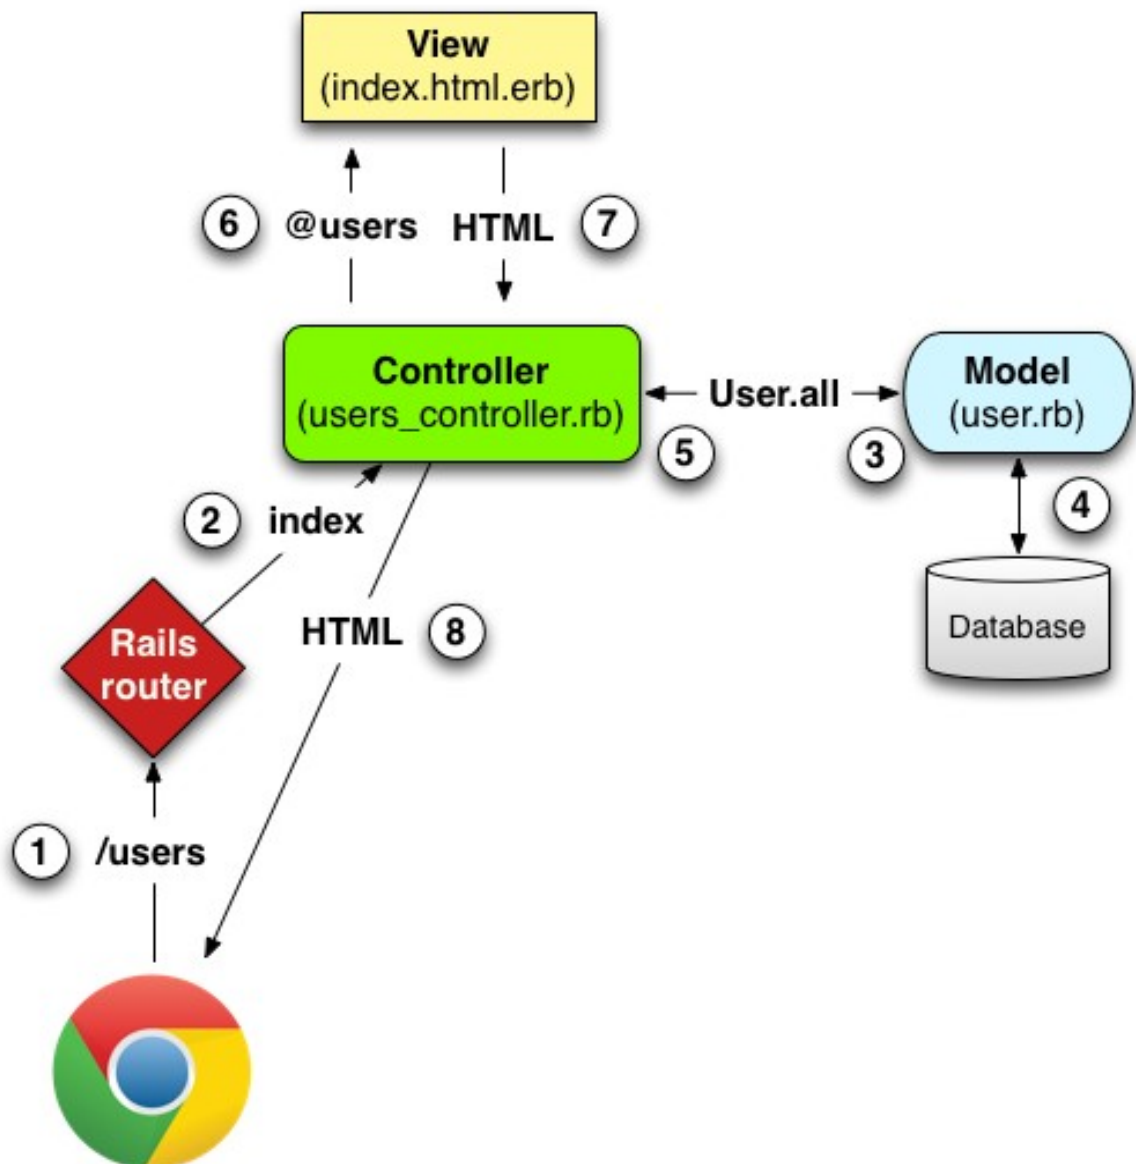 View
(index.html.erb)
6 @users HTML 7
Controller
(users_controller.rb)
User.all
Model
(user.rb)
5
3
2 index
4
Rails
router
HTML 8
Database
1 /users